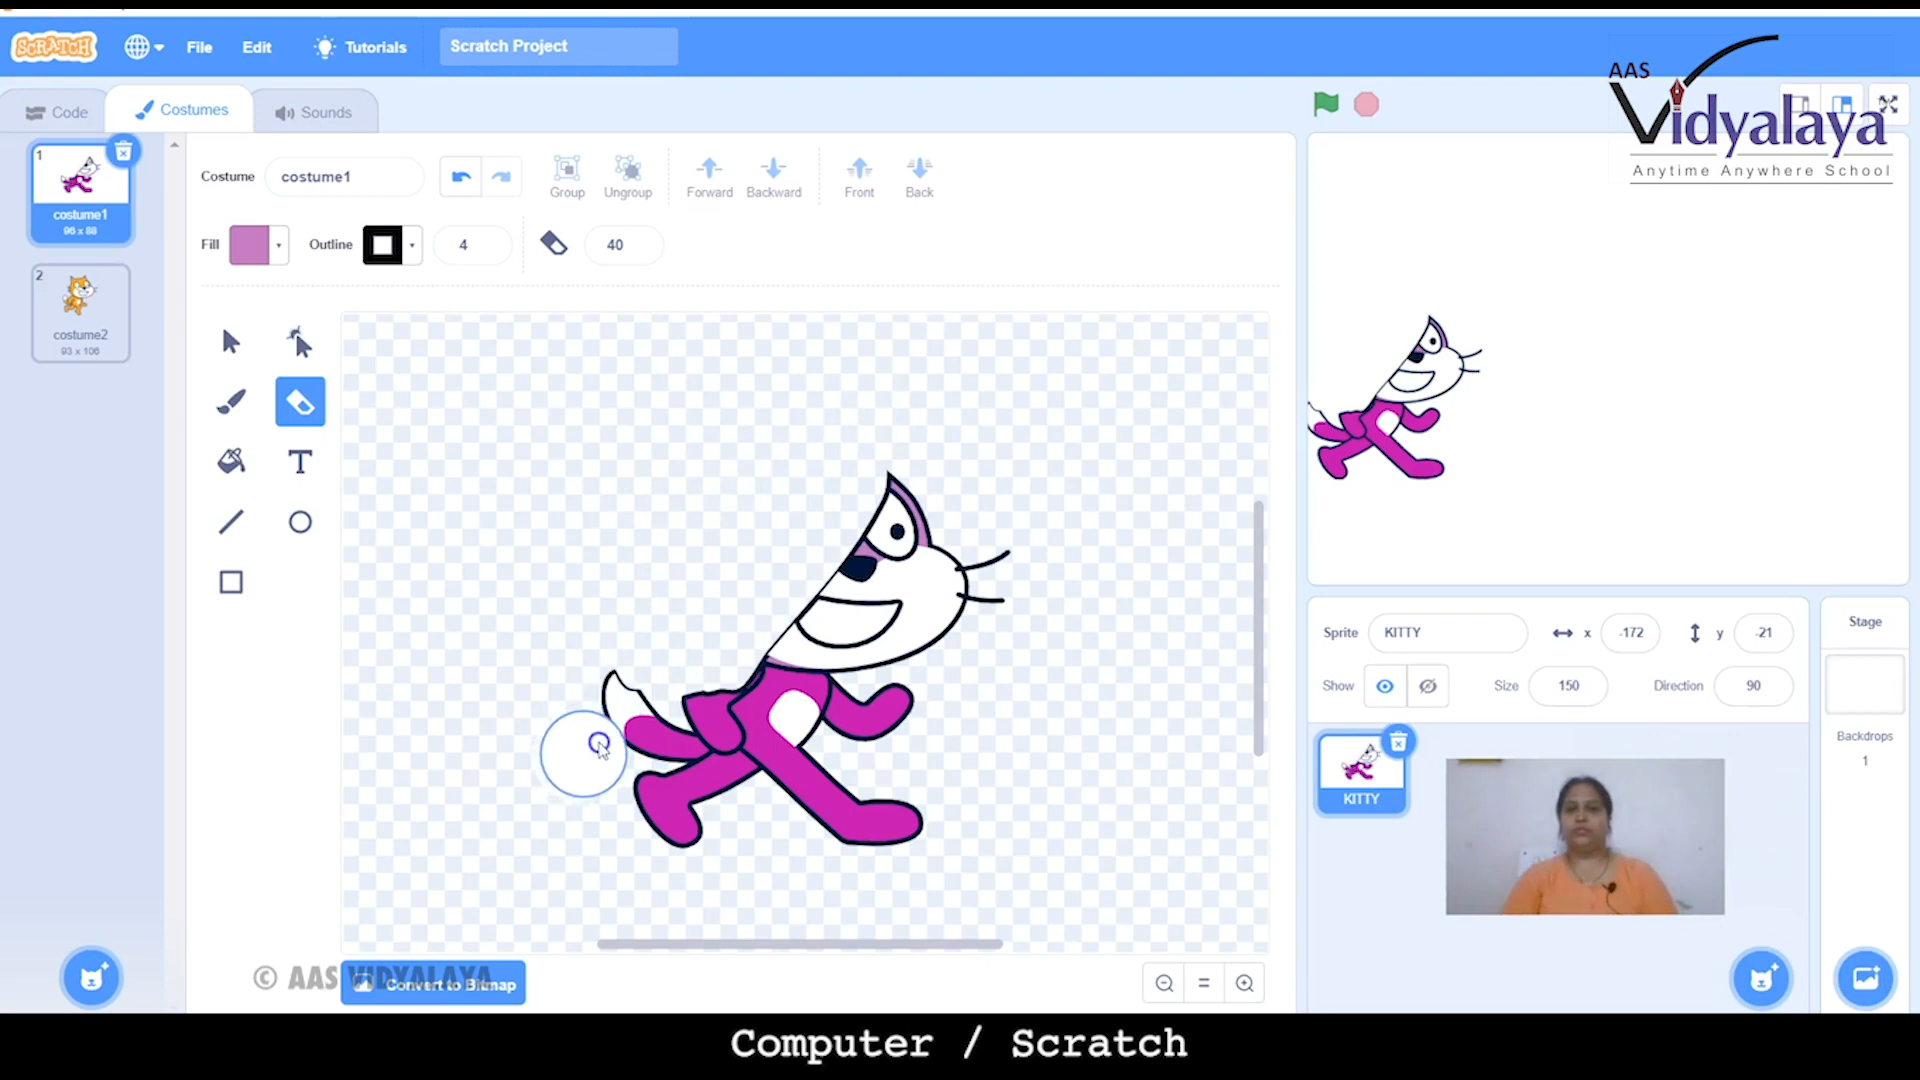 SCRATCH File Edit Tutorials Scratch Project
AAS
Vidyalaya
Anytime Anywhere School
Code Costumes Sounds
1
costume1
96 x 88
2
costume2
93 x 106
Costume costume1 Group Ungroup Forward Backward Front Back
Fill Outline 4 40
T
Sprite KITTY x -172 y -21
Show Size 150 Direction 90
KITTY
Stage
Backdrops
1
© AAS VIDYALAYA
Convert to Bitmap
Computer / Scratch